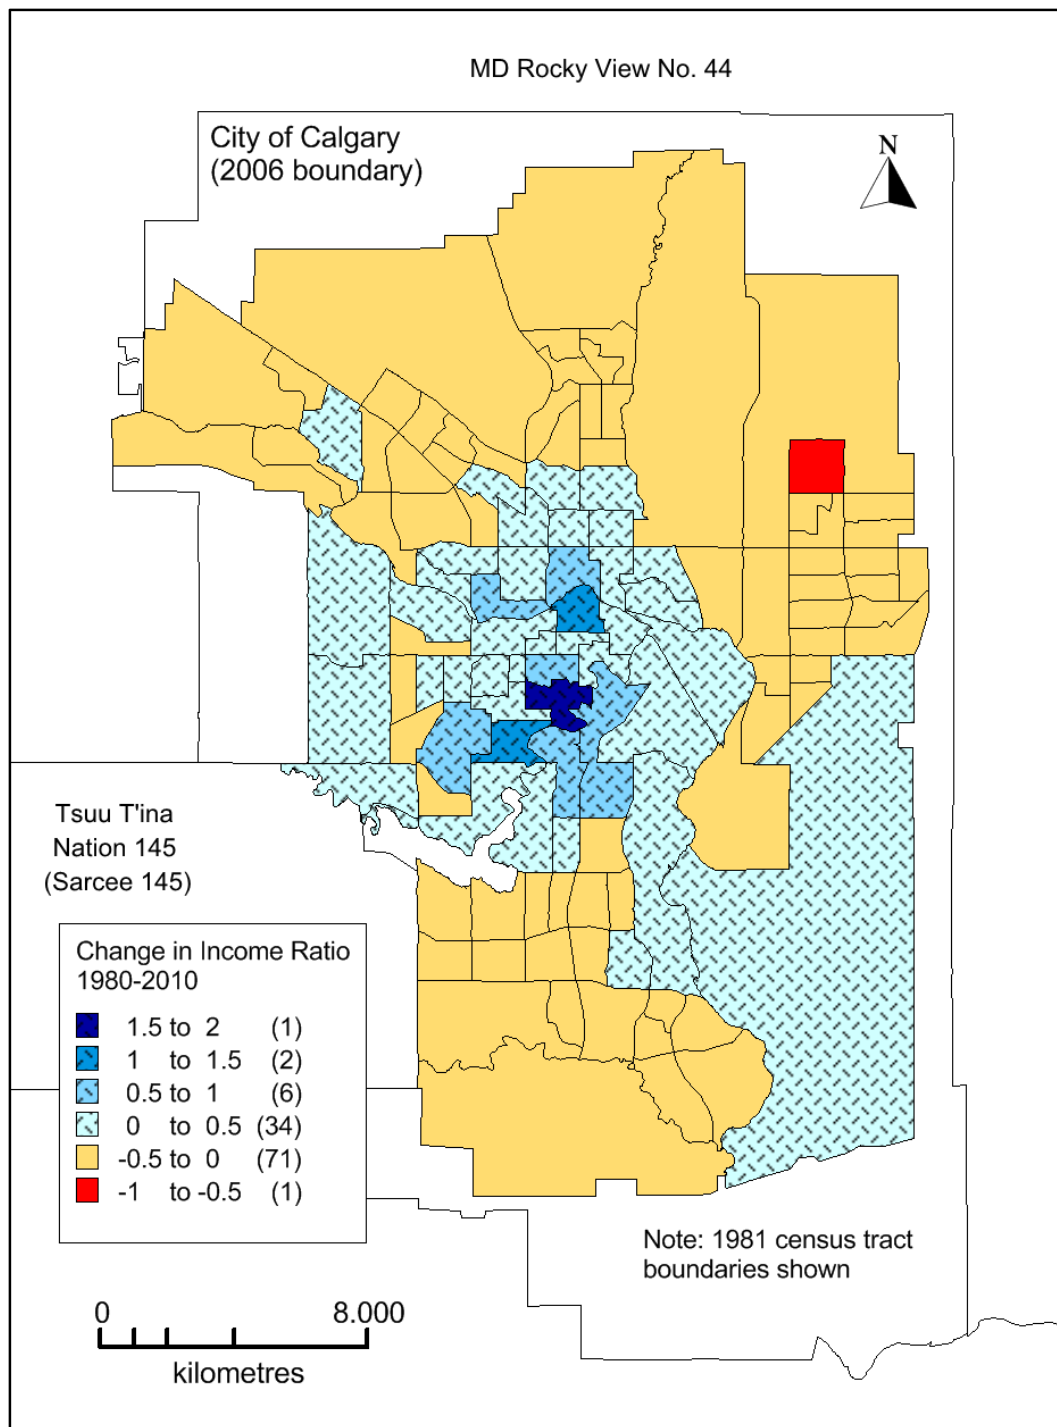 MD Rocky View No. 44
City of Calgary
(2006 boundary)
N
Tsuu T'ina
Nation 145
(Sarcee 145)
Change in Income Ratio
1980-2010
1.5 to 2 (1)
1 to 1.5 (2)
0.5 to 1 (6)
0 to 0.5 (34)
-0.5 to 0 (71)
-1 to -0.5 (1)
Note: 1981 census tract
boundaries shown
0 8.000
kilometres